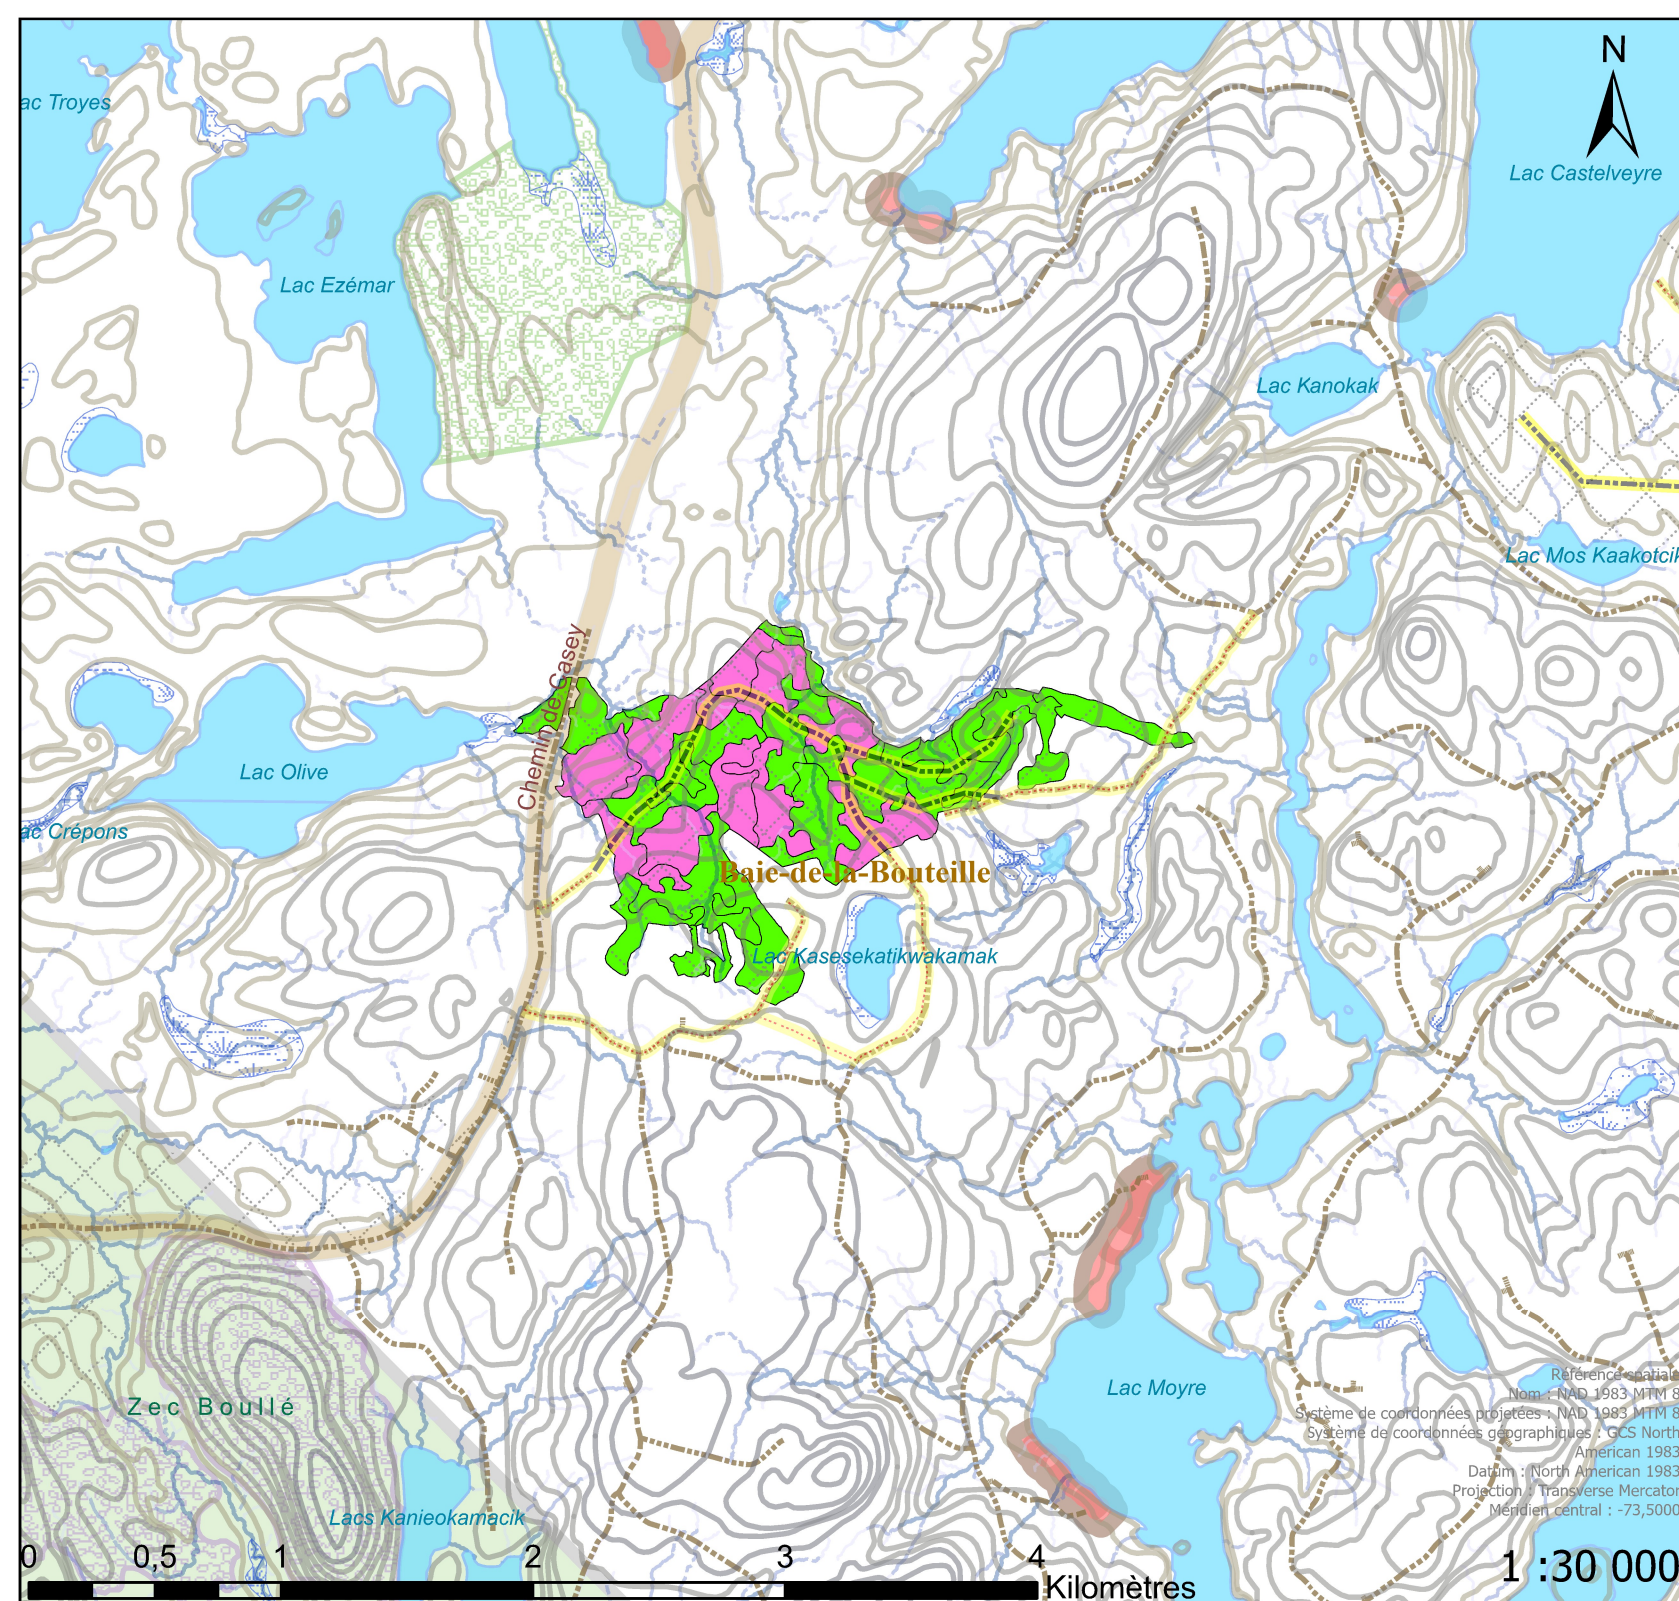 N
ac Troyes
Lac Castelveyre
Lac Ezémar
Lac Kanokak
Lac Mos Kaakotcik
Chemin de Casey
Lac Olive
ac Crépons
Baie-de-la-Bouteille
Lac Kasesekatikwakamak
Lac Moyre
Zec Boullé
Lacs Kanieokamacik
Référence spatiale
Nom : NAD 1983 MTM 8
Système de coordonnées projetées : NAD 1983 MTM 8
Système de coordonnées géographiques : GCS North
American 1983
Datum : North American 1983
Projection : Transverse Mercator
Méridien central : -73,5000
0 0,5 1 2 3 4
Kilomètres
1 :30 000